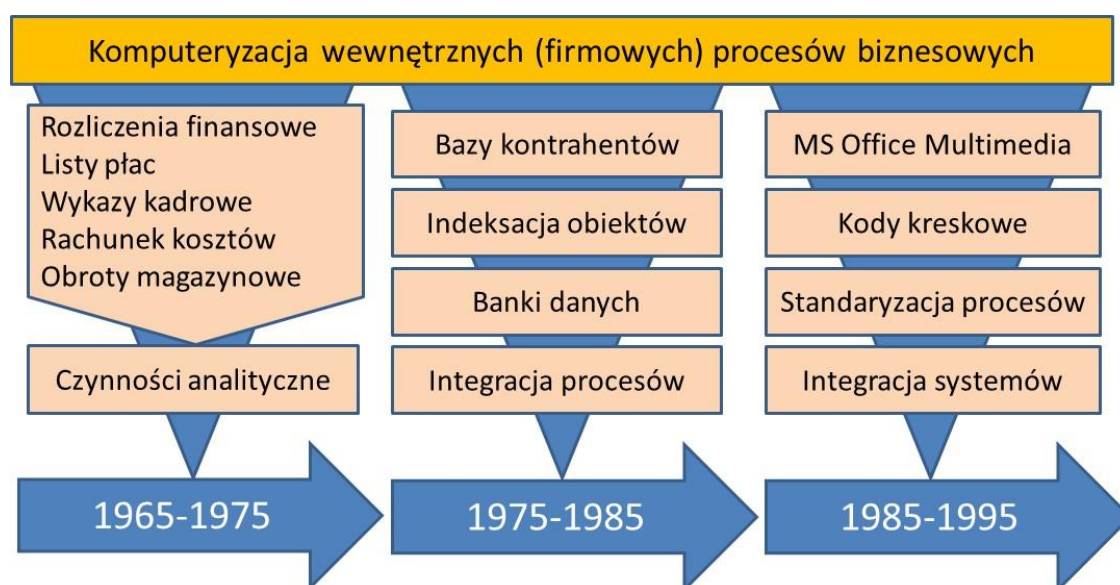 Komputeryzacja wewnętrznych (firmowych) procesów biznesowych
Rozliczenia finansowe
Listy płac
Wykazy kadrowe
Rachunek kosztów
Obroty magazynowe
Czynności analityczne
1965-1975
Bazy kontrahentów
Indeksacja obiektów
Banki danych
Integracja procesów
1975-1985
MS Office Multimedia
Kody kreskowe
Standaryzacja procesów
Integracja systemów
1985-1995